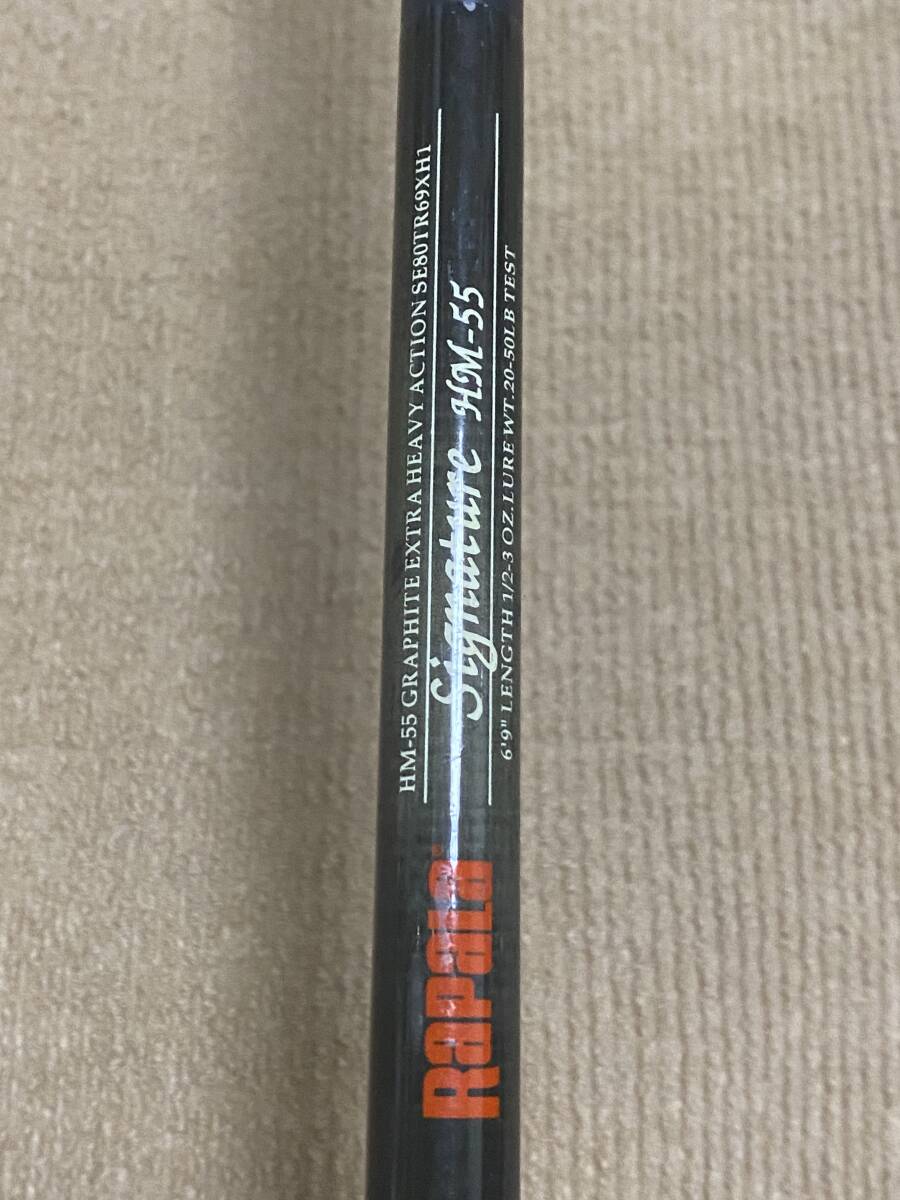 HM-55 GRAPHITE EXTRA HEAVY ACTION SE80TR69XH1
Rapala Signature HM-55
6'9" LENGTH 1/2-3 OZ.LURE WT.20-50LB TEST